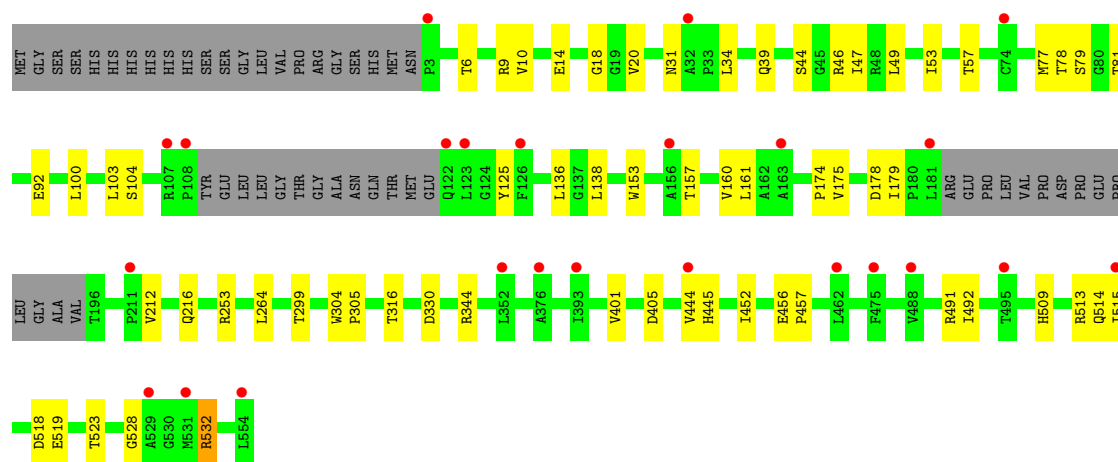 MET GLY SER SER HIS HIS HIS HIS HIS HIS SER SER GLY LEU VAL PRO ARG GLY SER HIS MET ASN P3 T6 R9 V10 E14 G18 G19 V20 N31 A32 P33 L34 Q39 S44 G45 R46 I47 R48 L49 I53 T57 C74 M77 T78 S79 G80 T81
E92 L100 L103 S104 R107 P108 TYR GLU LEU LEU GLY THR GLY ALA ASN GLN THR MET GLU Q122 L123 G124 Y125 F126 L136 G137 L138 W153 A156 T157 V160 L161 A162 A163 P174 V175 D178 I179 P180 L181 ARG GLU PRO LEU VAL PRO ASP PRO GLU PRO
LEU GLY ALA VAL T196 P211 V212 Q216 R253 L264 T299 W304 P305 T316 D330 R344 L352 A376 I393 V401 D405 V444 H445 I452 E456 P457 L462 F475 V488 R491 I492 T495 H509 R513 Q514 I515
D518 E519 T523 G528 A529 G530 M531 R532 L554